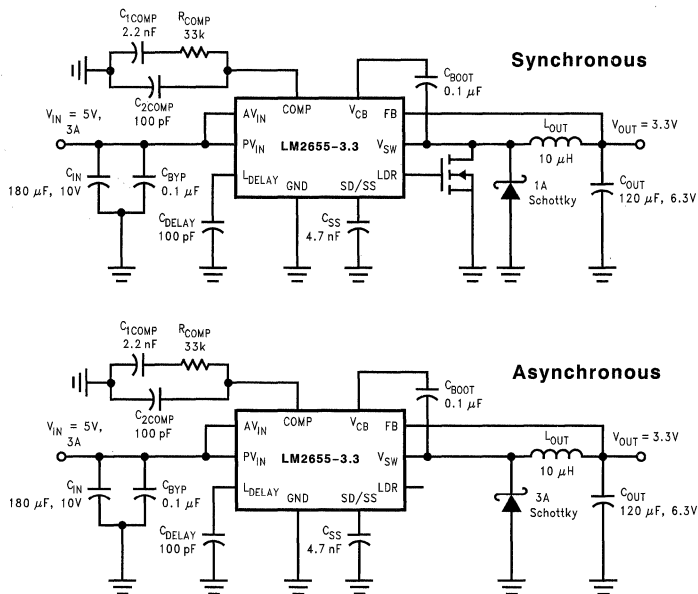 C1COMP
2.2 nF
RCOMP
33k
C2COMP
100 pF
Synchronous
CBOOT
0.1 μF
VIN = 5V,
3A
AVIN
COMP
VCB
FB
PVIN
LM2655-3.3
VSW
LDELAY
GND
SD/SS
LDR
LOUT
10 μH
VOUT = 3.3V
CIN
180 μF, 10V
CBYP
0.1 μF
CDELAY
100 pF
CSS
4.7 nF
1A
Schottky
COUT
120 μF, 6.3V
C1COMP
2.2 nF
RCOMP
33k
C2COMP
100 pF
Asynchronous
CBOOT
0.1 μF
VIN = 5V,
3A
AVIN
COMP
VCB
FB
PVIN
LM2655-3.3
VSW
LDELAY
GND
SD/SS
LDR
LOUT
10 μH
VOUT = 3.3V
CIN
180 μF, 10V
CBYP
0.1 μF
CDELAY
100 pF
CSS
4.7 nF
3A
Schottky
COUT
120 μF, 6.3V